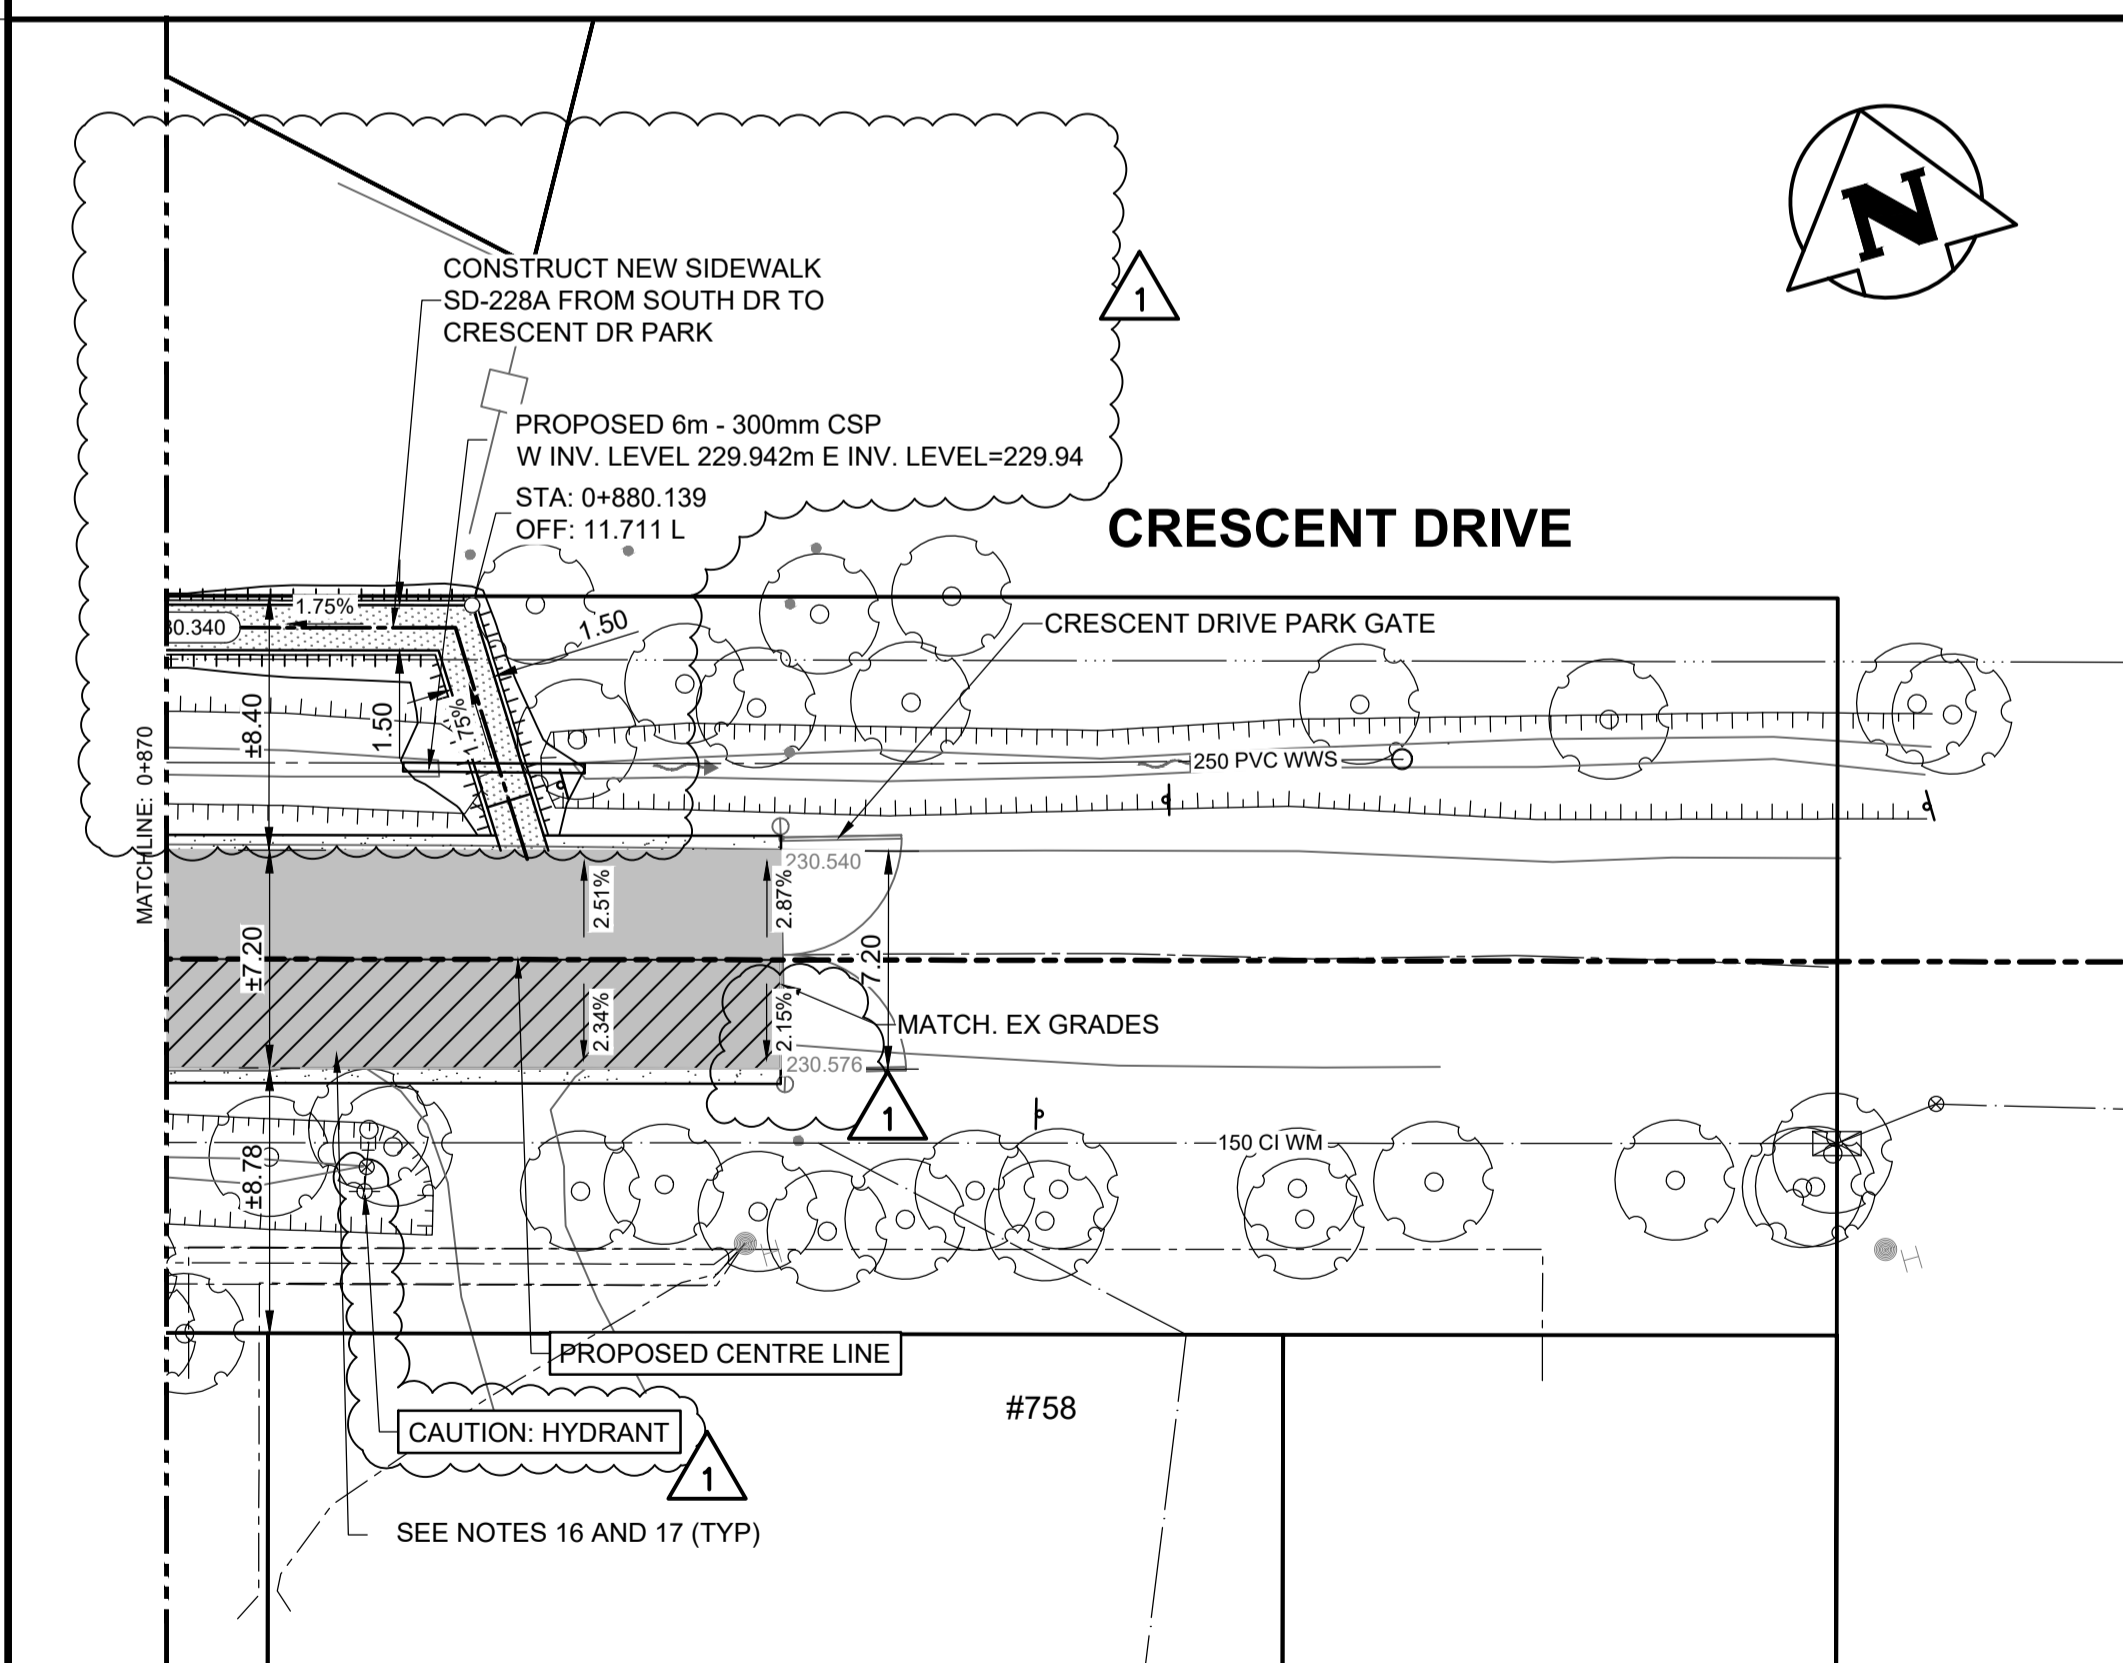 N
CONSTRUCT NEW SIDEWALK
SD-228A FROM SOUTH DR TO
CRESCENT DR PARK
1
PROPOSED 6m - 300mm CSP
W INV. LEVEL 229.942m E INV. LEVEL=229.94
STA: 0+880.139
OFF: 11.711 L
CRESCENT DRIVE
1.75%
30.340
1.50
CRESCENT DRIVE PARK GATE
±8.40
1.50
1.75%
250 PVC WWS
MATCHLINE: 0+870
230.540
2.51%
2.87%
±7.20
7.20
2.34%
2.15%
MATCH. EX GRADES
230.576
1
150 CI WM
±8.78
H
H
PROPOSED CENTRE LINE
#758
CAUTION: HYDRANT
1
SEE NOTES 16 AND 17 (TYP)